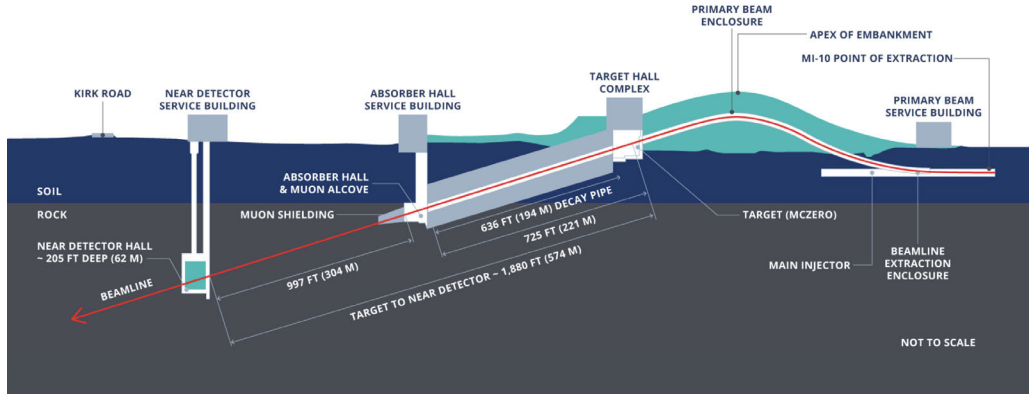 PRIMARY BEAM
ENCLOSURE
APEX OF EMBANKMENT
MI-10 POINT OF EXTRACTION
KIRK ROAD
NEAR DETECTOR
SERVICE BUILDING
ABSORBER HALL
SERVICE BUILDING
TARGET HALL
COMPLEX
PRIMARY BEAM
SERVICE BUILDING
ABSORBER HALL
& MUON ALCOVE
SOIL
ROCK
MUON SHIELDING
636 FT (194 M) DECAY PIPE
725 FT (221 M)
TARGET (MCZERO)
NEAR DETECTOR HALL
~ 205 FT DEEP (62 M)
997 FT (304 M)
MAIN INJECTOR
BEAMLINE
EXTRACTION
ENCLOSURE
BEAMLINE
TARGET TO NEAR DETECTOR ~ 1,880 FT (574 M)
NOT TO SCALE